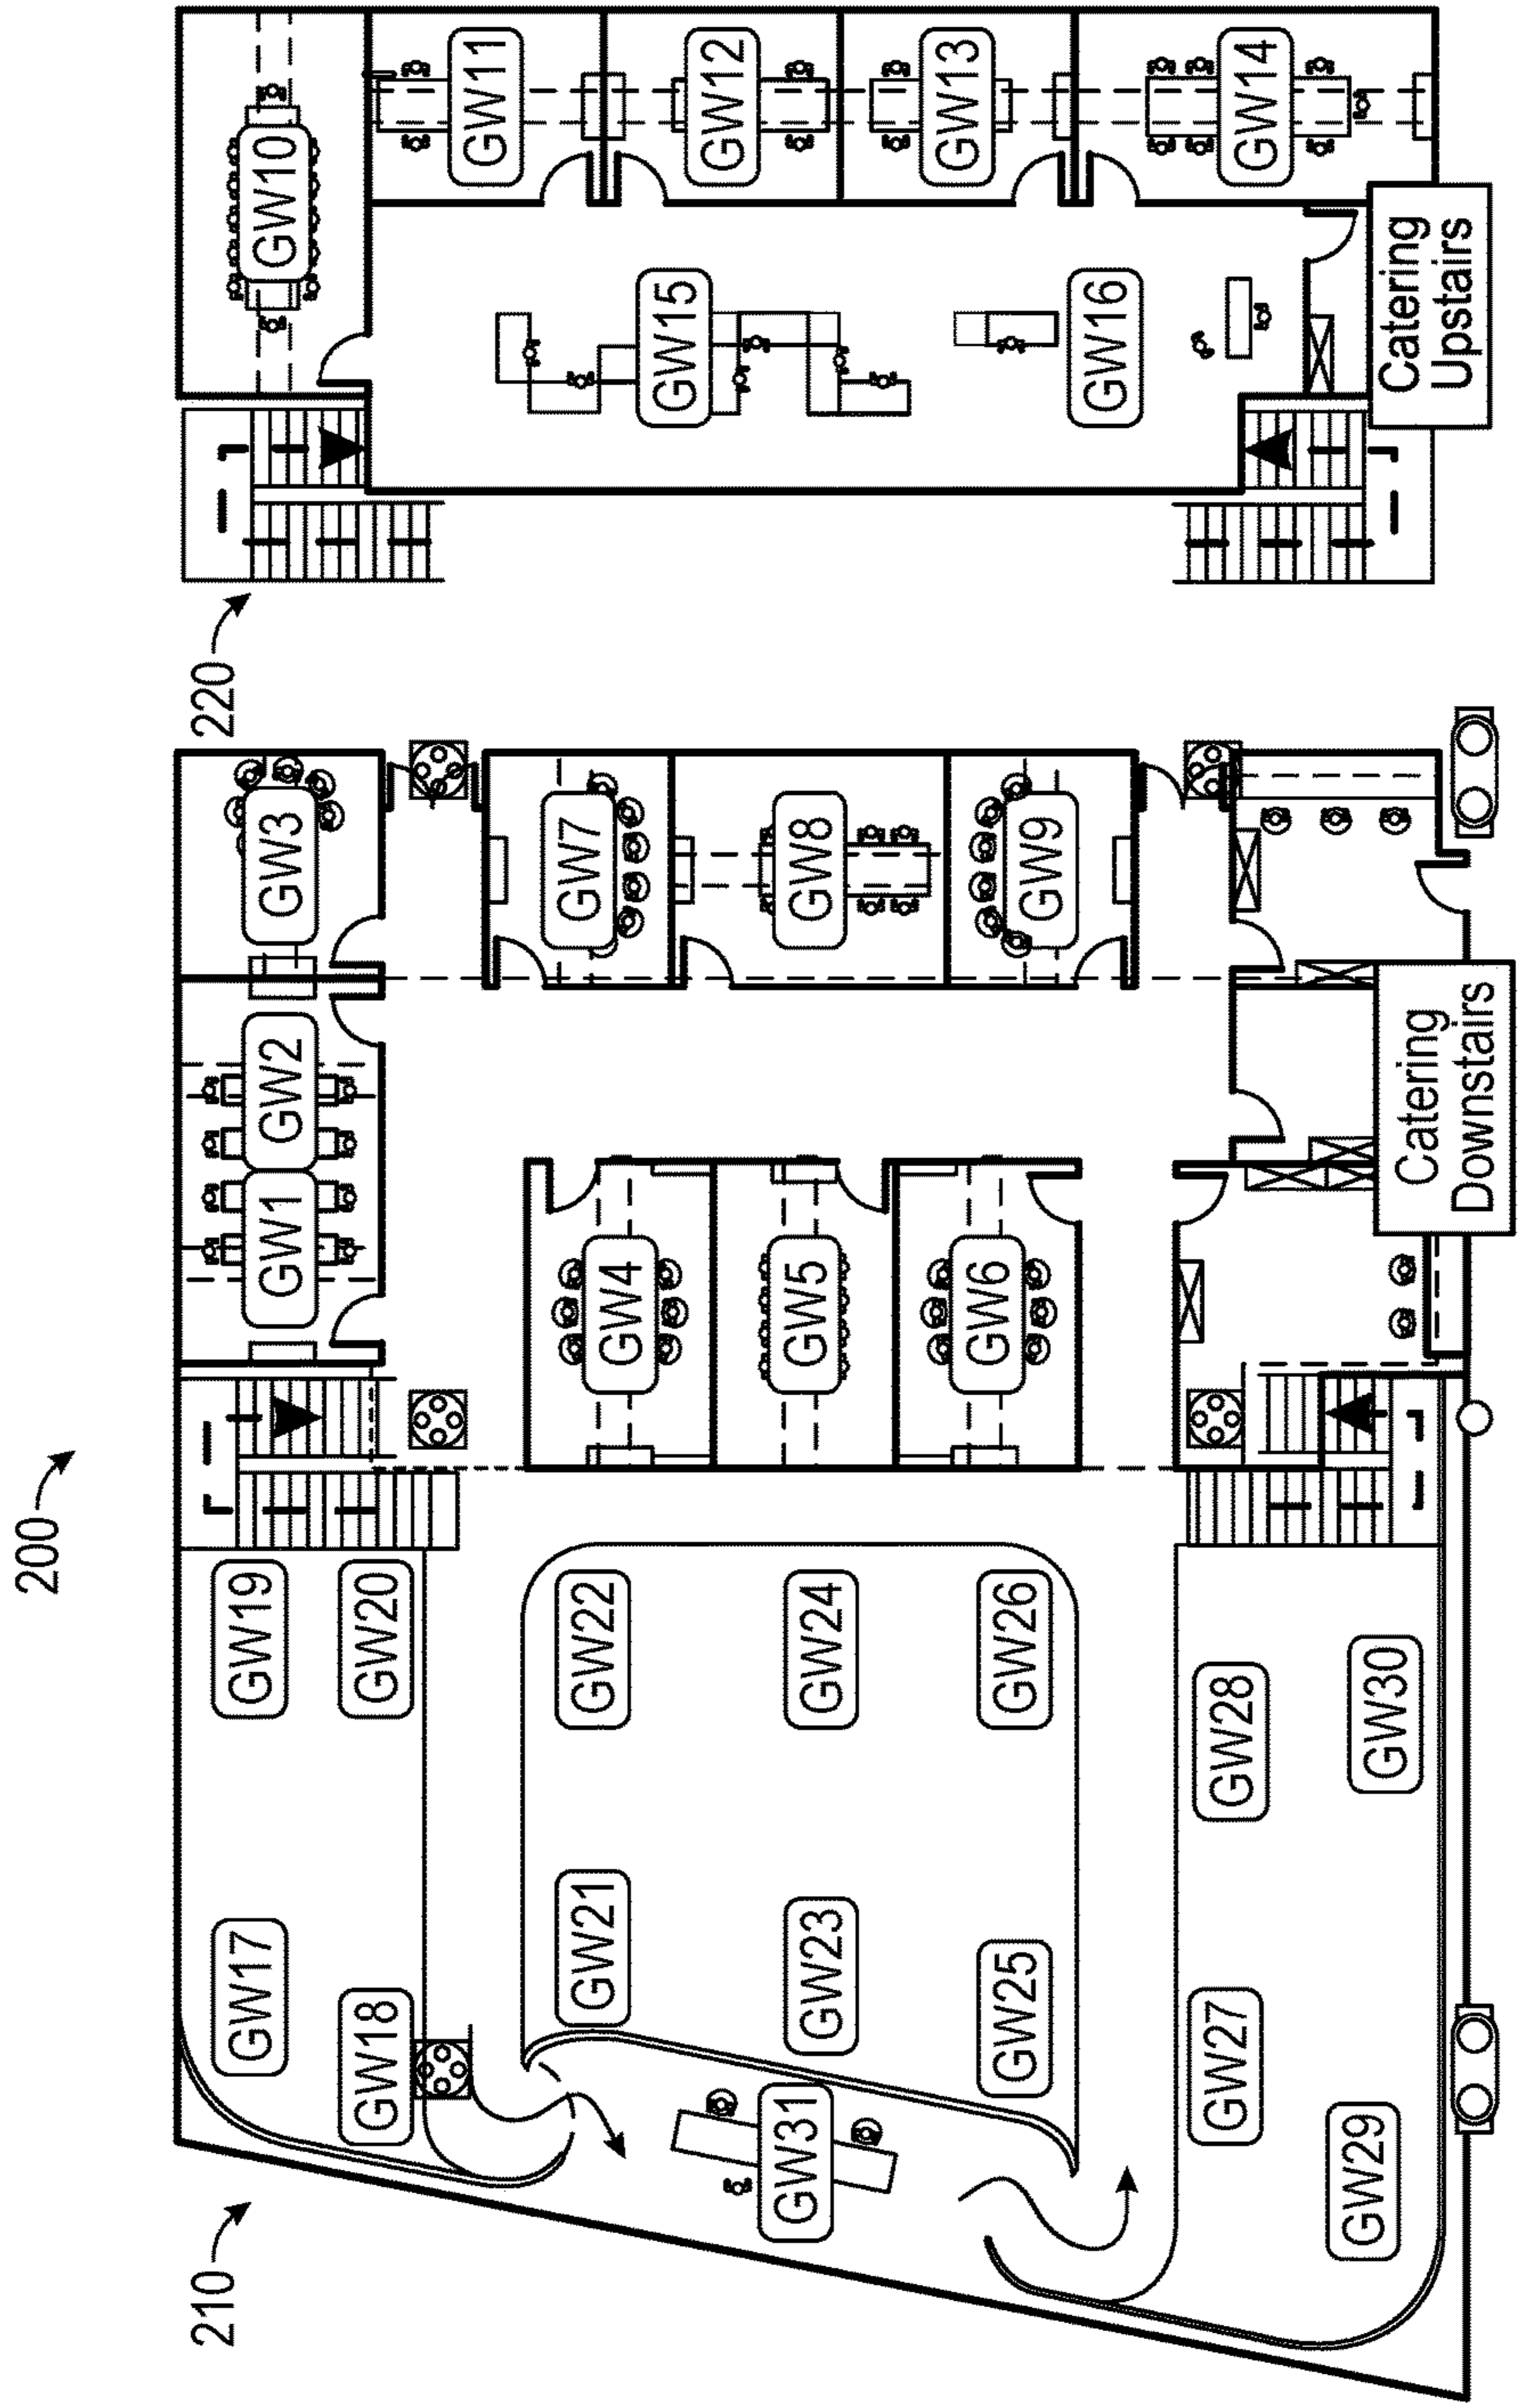 200
210
220
GW17
GW19
GW18
GW20
GW1
GW2
GW3
GW21
GW22
GW4
GW7
GW31
GW23
GW24
GW5
GW8
GW25
GW26
GW6
GW9
GW27
GW28
GW29
GW30
Catering
Downstairs
GW10
GW11
GW12
GW13
GW14
GW15
GW16
Catering
Upstairs